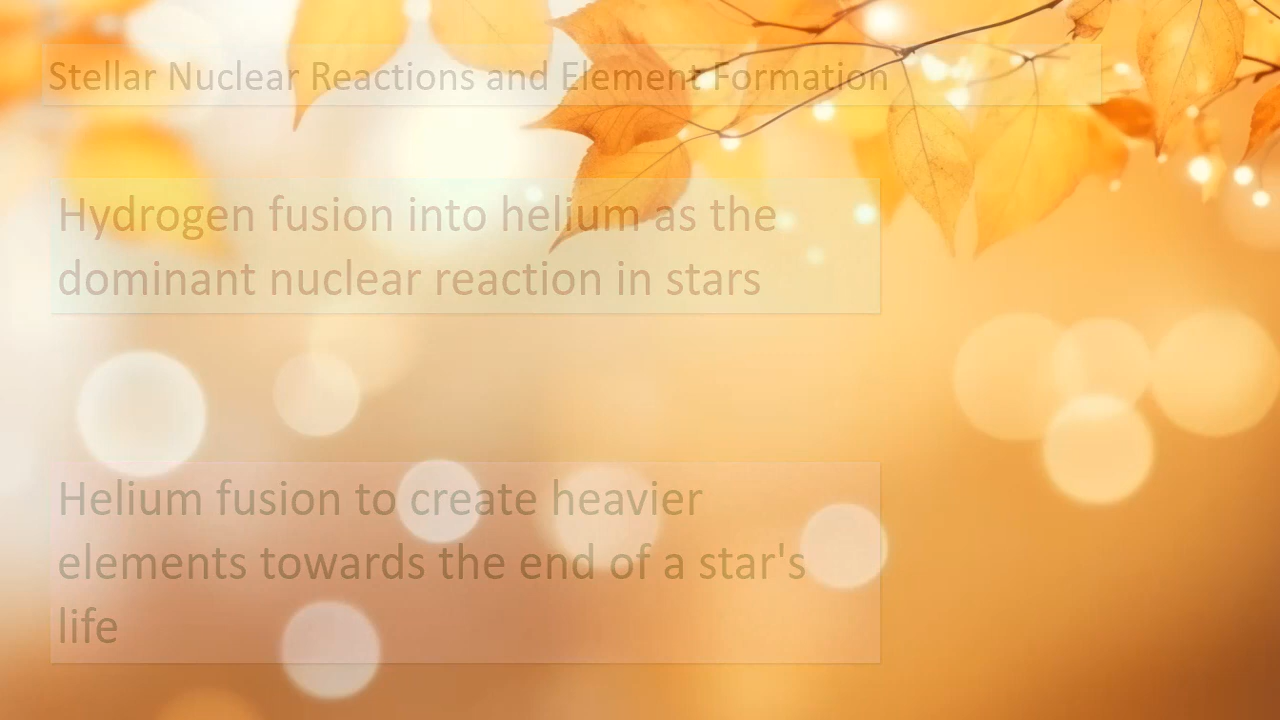 Stellar Nuclear Reactions and Element Formation
Hydrogen fusion into helium as the
dominant nuclear reaction in stars
Helium fusion to create heavier
elements towards the end of a star's
life